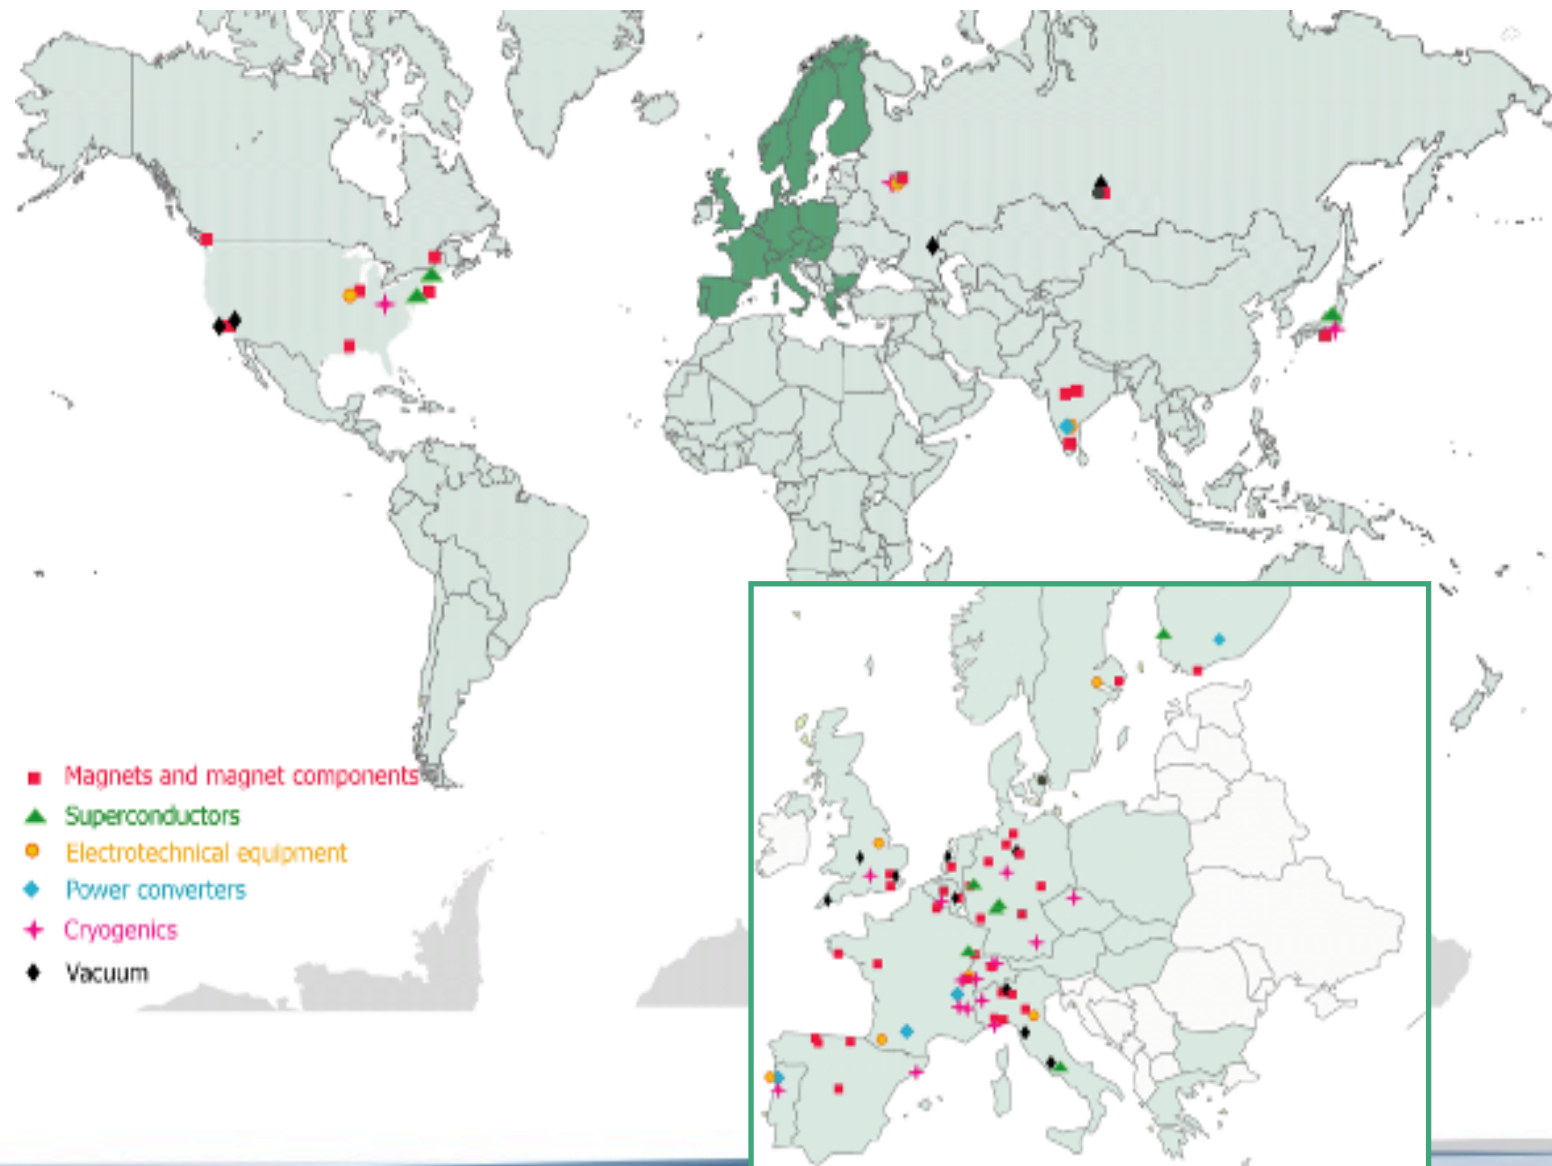 Magnets and magnet components
Superconductors
Electrotechnical equipment
Power converters
Cryogenics
Vacuum